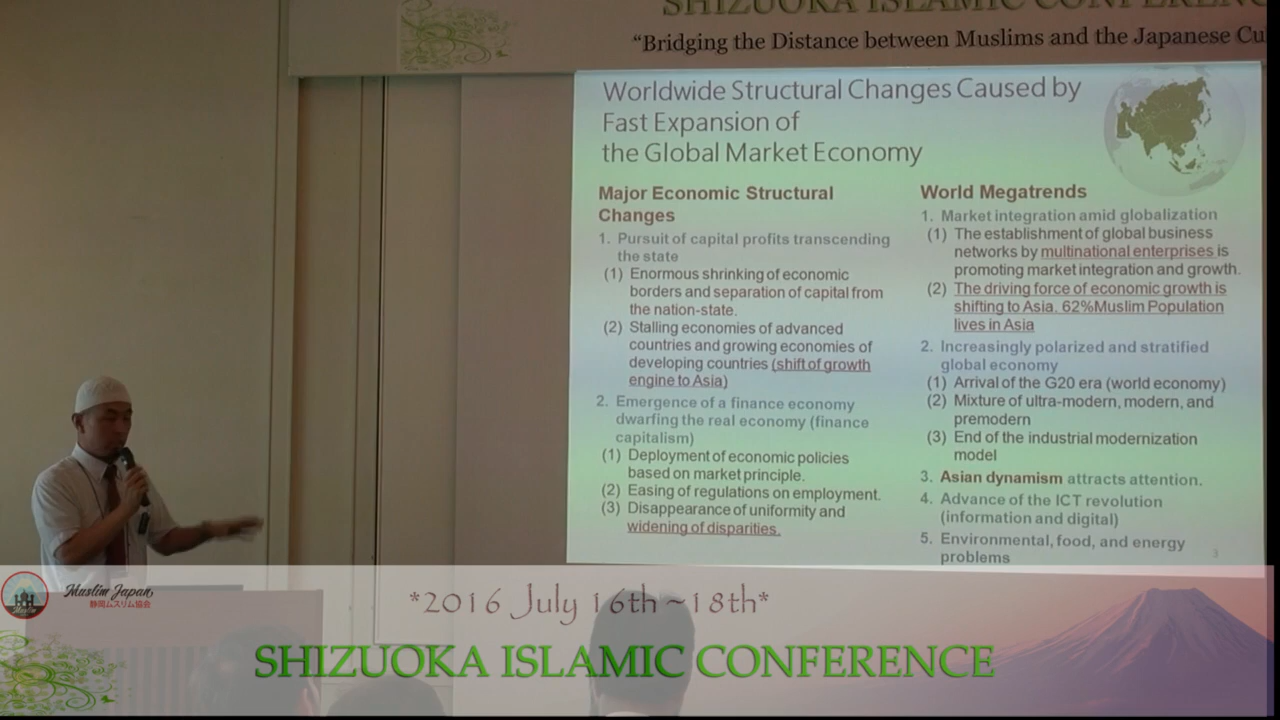 SHIZUOKA ISLAMIC CONFERENC
“Bridging the Distance between Muslims and the Japanese Cu
Worldwide Structural Changes Caused by
Fast Expansion of
the Global Market Economy
Major Economic Structural
Changes
1. Pursuit of capital profits transcending
the state
(1) Enormous shrinking of economic
borders and separation of capital from
the nation-state.
(2) Stalling economies of advanced
countries and growing economies of
developing countries (shift of growth
engine to Asia)
2. Emergence of a finance economy
dwarfing the real economy (finance
capitalism)
(1) Deployment of economic policies
based on market principle.
(2) Easing of regulations on employment.
(3) Disappearance of uniformity and
widening of disparities.
World Megatrends
1. Market integration amid globalization
(1) The establishment of global business
networks by multinational enterprises is
promoting market integration and growth.
(2) The driving force of economic growth is
shifting to Asia. 62%Muslim Population
lives in Asia
2. Increasingly polarized and stratified
global economy
(1) Arrival of the G20 era (world economy)
(2) Mixture of ultra-modern, modern, and
premodern
(3) End of the industrial modernization
model
3. Asian dynamism attracts attention.
4. Advance of the ICT revolution
(information and digital)
5. Environmental, food, and energy
problems
3
Muslim Japan
静岡ムスリム協会
*2016 July 16th~18th*
SHIZUOKA ISLAMIC CONFERENCE